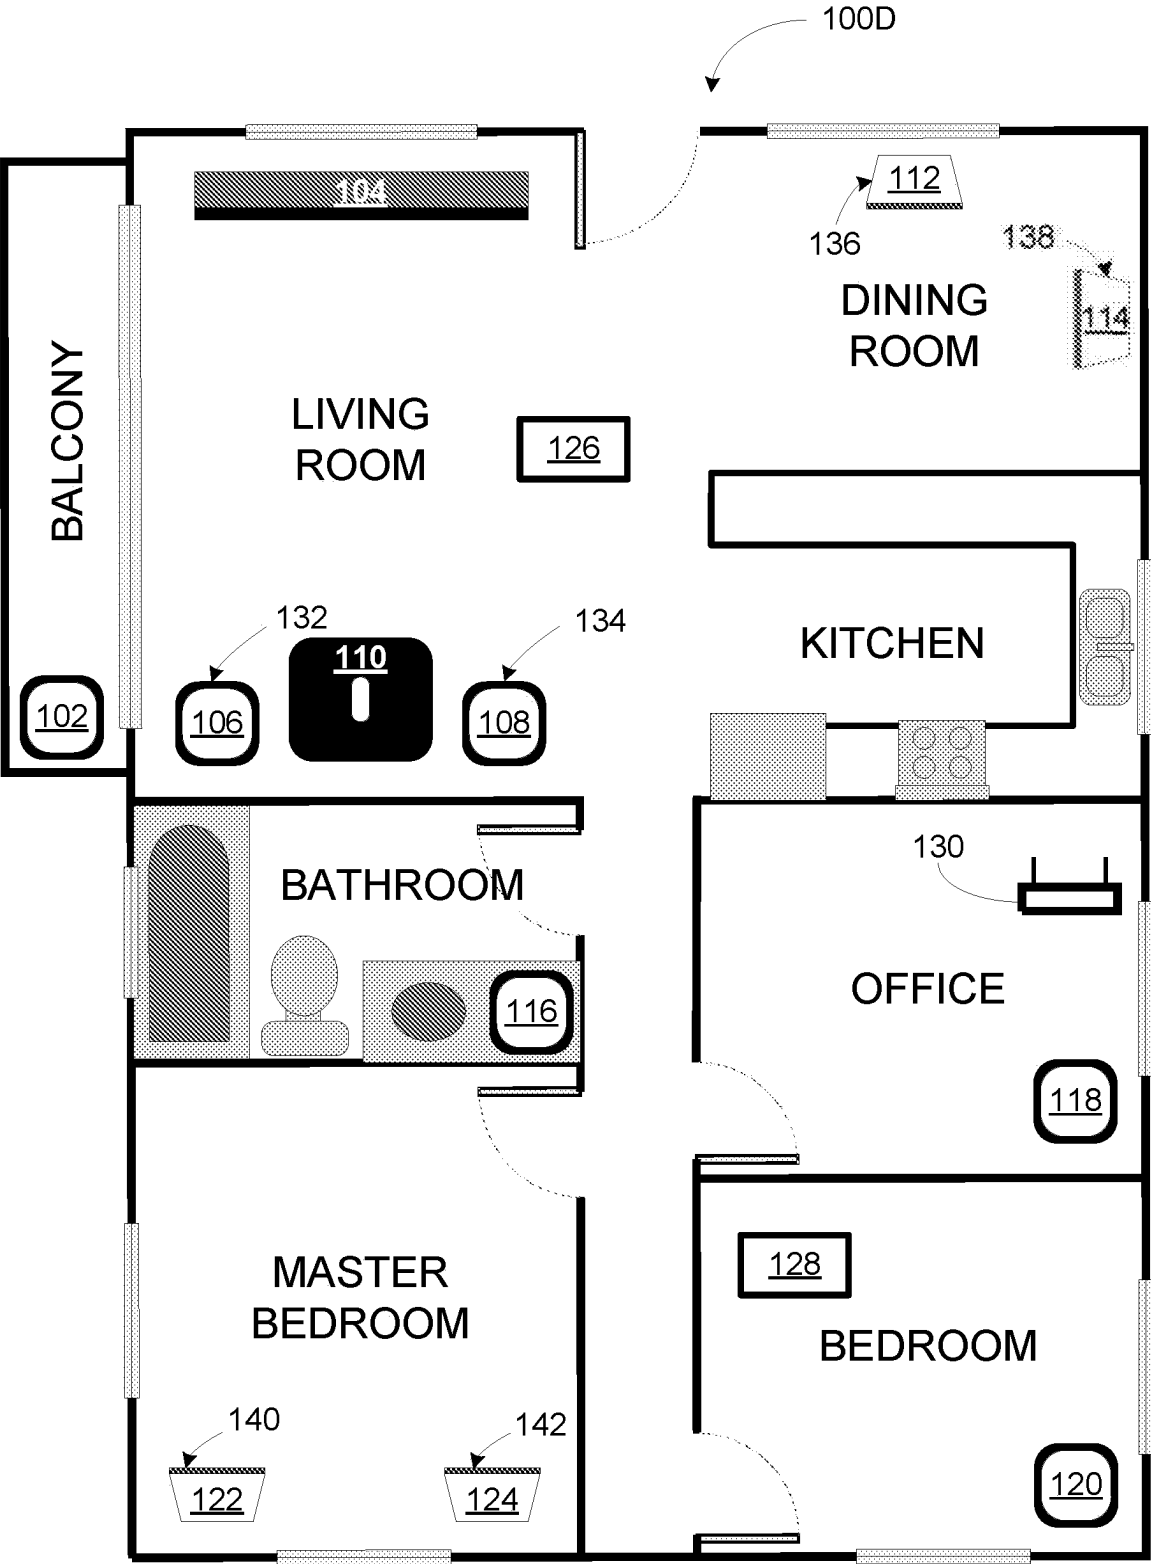 100D
104
112
136
138
114
DINING
ROOM
BALCONY
LIVING
ROOM
126
132
134
110
KITCHEN
102
106
108
130
BATHROOM
OFFICE
116
118
128
MASTER
BEDROOM
BEDROOM
140
142
122
124
120